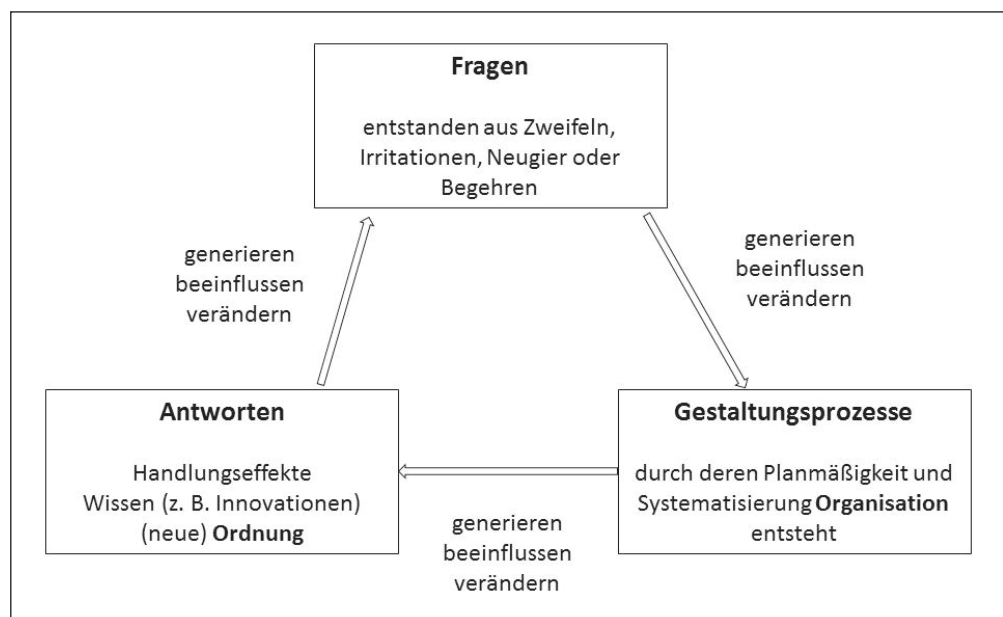 Fragen
entstanden aus Zweifeln,
Irritationen, Neugier oder
Begehren
generieren
beeinflussen
verändern
generieren
beeinflussen
verändern
Antworten
Handlungseffekte
Wissen (z. B. Innovationen)
(neue) Ordnung
Gestaltungsprozesse
durch deren Planmäßigkeit und
Systematisierung Organisation
entsteht
generieren
beeinflussen
verändern